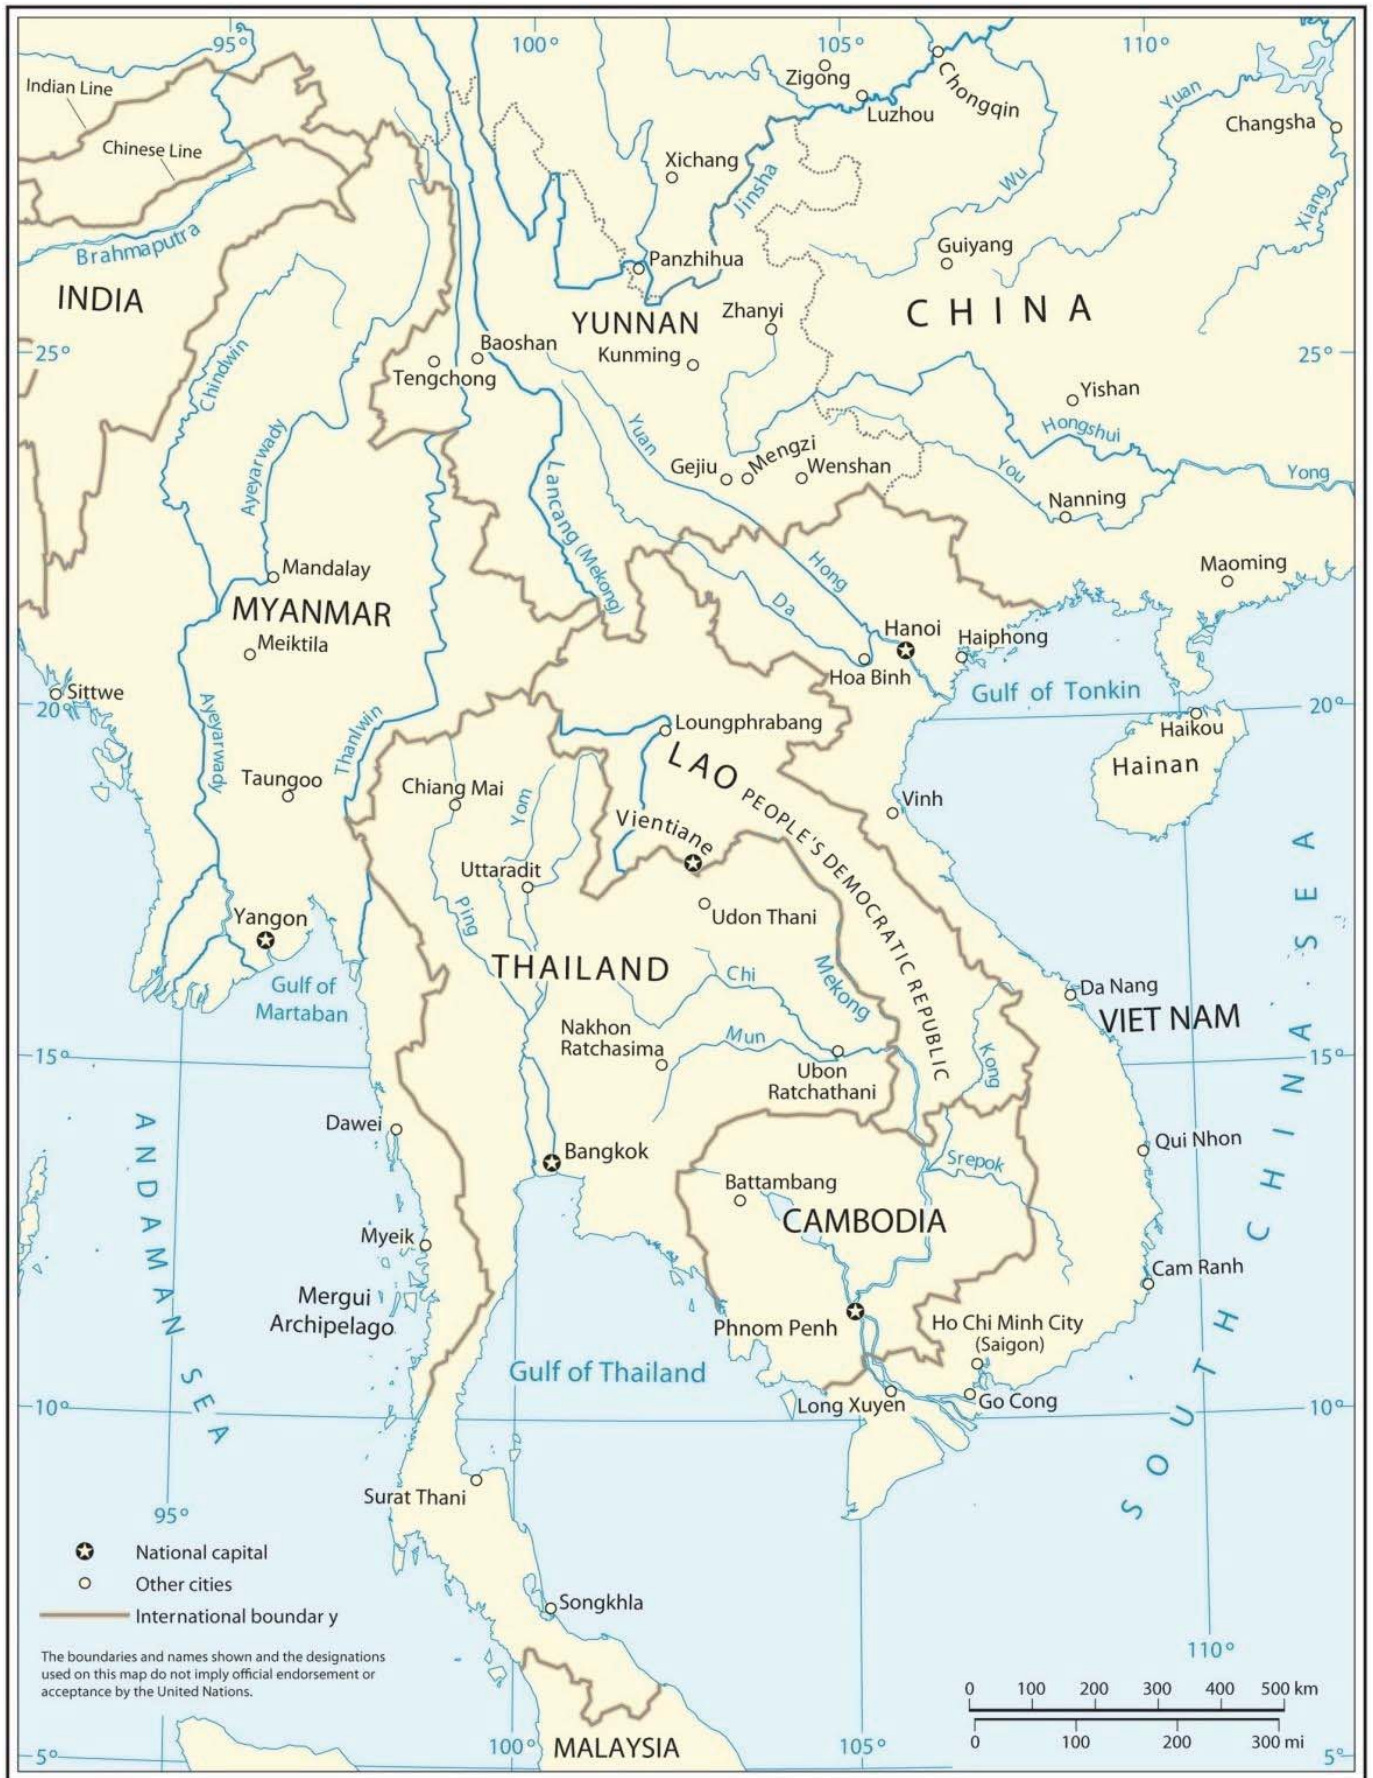 95°
100°
105°
110°
Indian Line
Chinese Line
Zigong
Luzhou
Chongqin
Yuan
Changsha
Xichang
Jinsha
Wu
Xiang
Brahmaputra
Panzhihua
Guiyang
INDIA
YUNNAN
Zhanyi
CHINA
25°
Chindwin
Baoshan
Kunming
25°
Tengchong
Yishan
Ayeyarwady
Yuan
Hongshui
Gejiu
Mengzi
Wenshan
You
Yong
Lancang (Mekong)
Nanning
Mandalay
Hong
Maoming
MYANMAR
Da
Meiktila
Hanoi
Haiphong
Hoa Binh
Sittwe
Gulf of Tonkin
20°
20°
Ayeyarwady
Thanlwin
Loungphrabang
Haikou
LAO PEOPLE'S DEMOCRATIC REPUBLIC
Hainan
Taungoo
Chiang Mai
Yom
Vinh
Vientiane
Uttaradit
Ping
Udon Thani
Yangon
THAILAND
Chi
Mekong
Gulf of
Martaban
Da Nang
VIET NAM
Nakhon
Ratchasima
Mun
Kong
15°
15°
Ubon
Ratchathani
Dawei
Bangkok
Qui Nhon
Srepok
Battambang
CAMBODIA
Myeik
Cam Ranh
Mergui
Archipelago
Phnom Penh
Ho Chi Minh City
(Saigon)
Gulf of Thailand
ANDAMAN SEA
SOUTH CHINA SEA
10°
Long Xuyen
Go Cong
10°
Surat Thani
95°
National capital
Other cities
International boundar y
Songkhla
The boundaries and names shown and the designations
used on this map do not imply official endorsement or
acceptance by the United Nations.
110°
0 100 200 300 400 500 km
0 100 200 300 mi
5°
100°
MALAYSIA
105°
5°